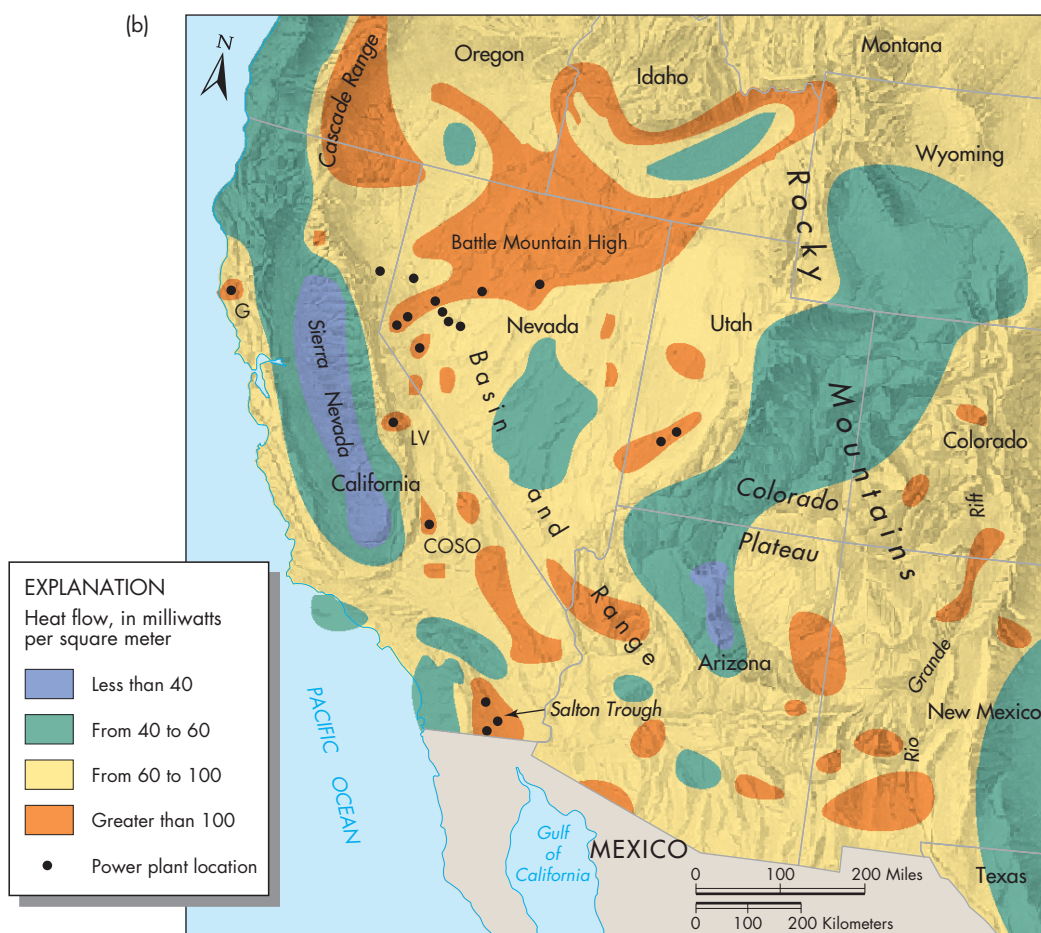 (b)
N
Cascade Range
Oregon
Idaho
Montana
Wyoming
Rocky
Mountains
Battle Mountain High
G
Sierra
Nevada
Nevada
Utah
Basin
and
Range
LV
California
Colorado
Colorado
Plateau
COSO
Rift
Grande
Rio
Arizona
New Mexico
Salton Trough
PACIFIC OCEAN
Gulf
of
California
MEXICO
Texas
0 100 200 Miles
0 100 200 Kilometers
EXPLANATION
Heat flow, in milliwatts
per square meter
Less than 40
From 40 to 60
From 60 to 100
Greater than 100
Power plant location